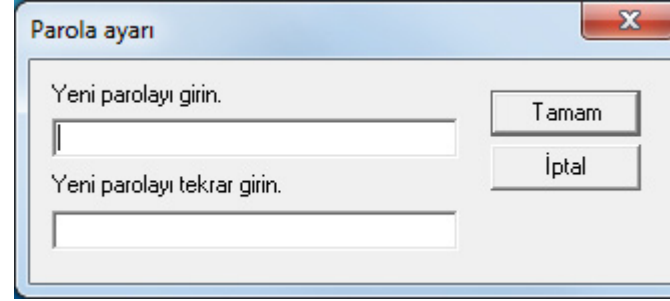 Parola ayarı
Yeni parolayı girin.
Tamam
İptal
Yeni parolayı tekrar girin.